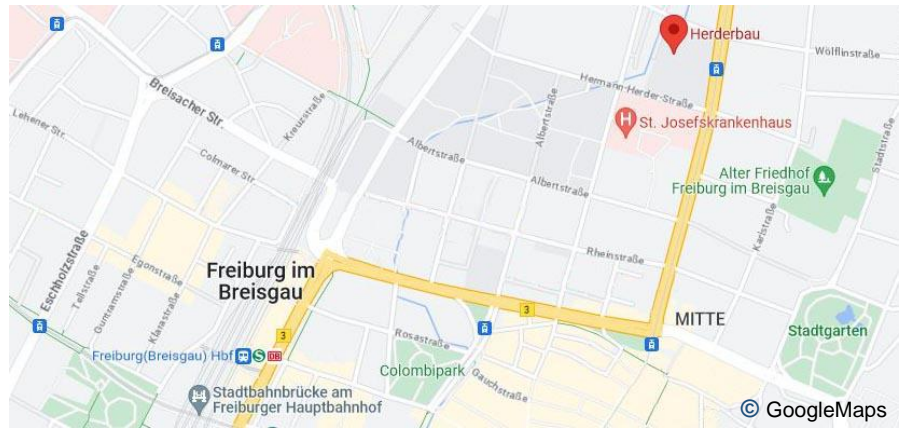 Herderbau
Wölflinstraße
Hermann-Herder-Straße
Breisacher Str.
Kreuzstraße
Lehener Str.
Albertstraße
H
St. Josefskrankenhaus
Stadtstraße
Colmarer Str.
Albertstraße
Albertstraße
Alter Friedhof
Freiburg im Breisgau
Karlstraße
Rheinstraße
Eschholzstraße
Tellstraße
Guntramstraße
Egonstraße
Klarastraße
Freiburg im
Breisgau
3
MITTE
3
Rosastraße
Stadtgarten
Freiburg(Breisgau) Hbf
S
DB
Colombipark
Gauchstraße
Stadtbahnbrücke am
Freiburger Hauptbahnhof
© GoogleMaps